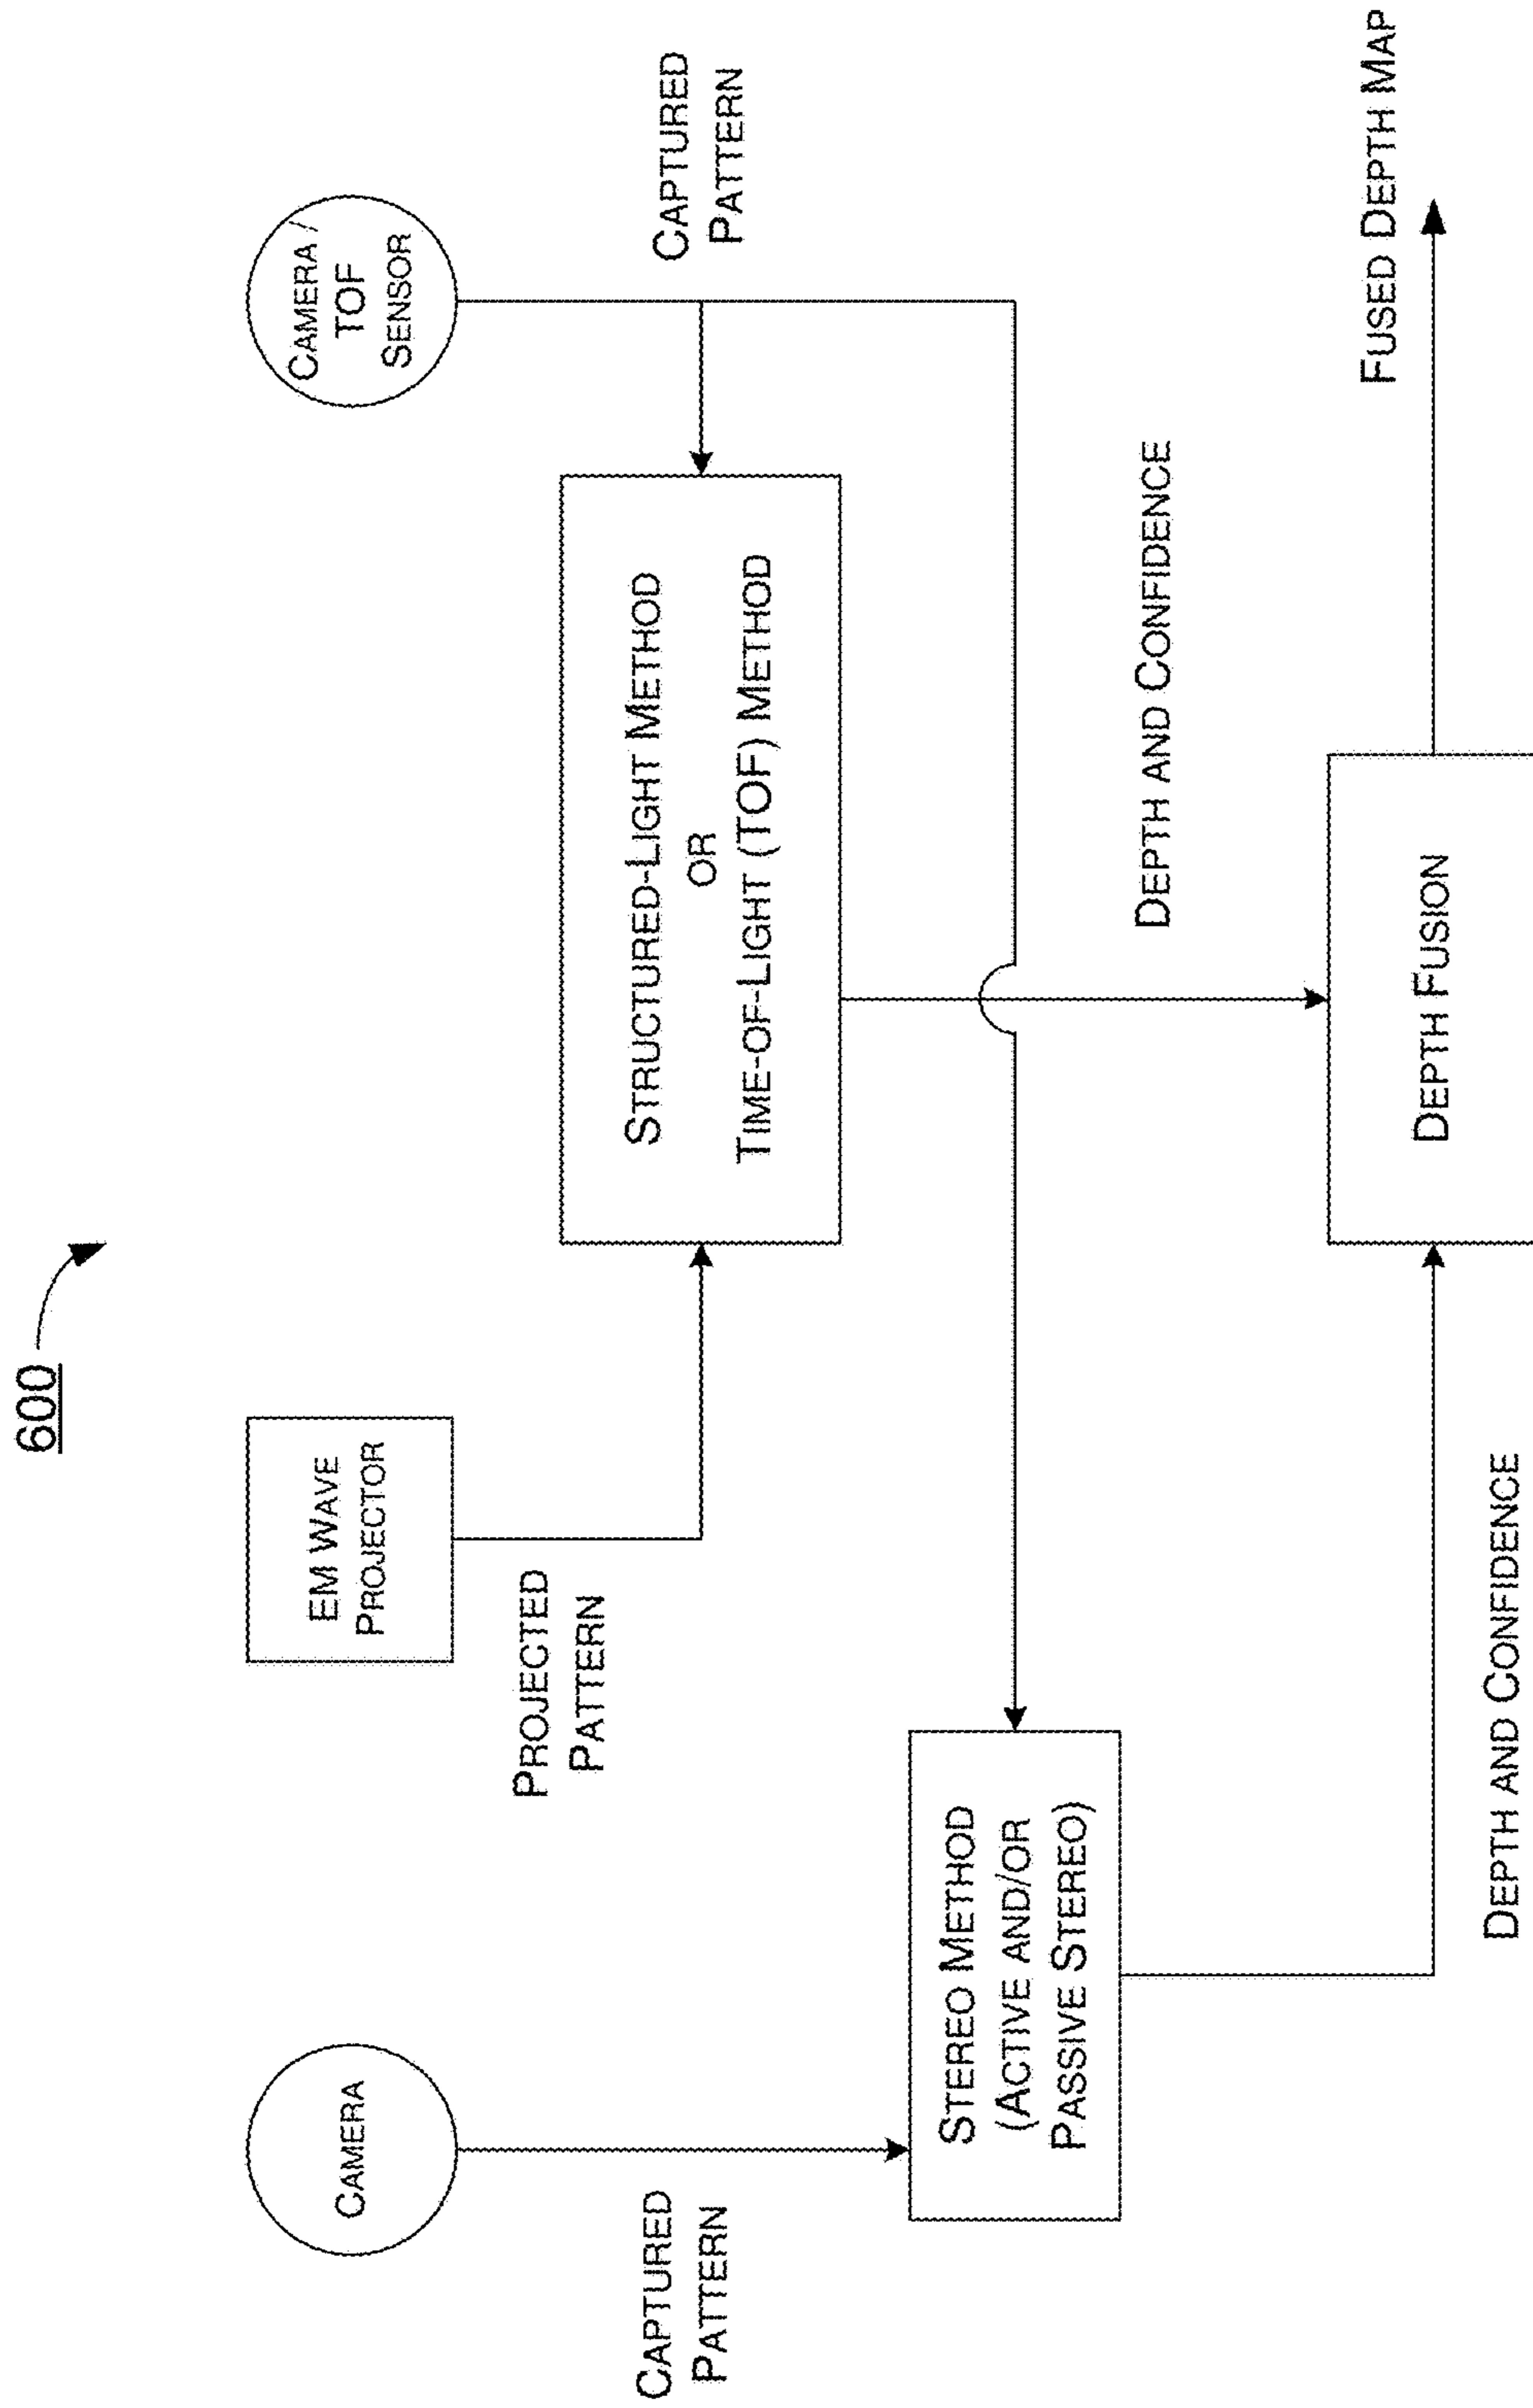 600
CAMERA
EM WAVE
PROJECTOR
CAMERA /
TOF
SENSOR
CAPTURED
PATTERN
PROJECTED
PATTERN
CAPTURED
PATTERN
STRUCTURED-LIGHT METHOD
OR
TIME-OF-LIGHT (TOF) METHOD
STEREO METHOD
(ACTIVE AND/OR
PASSIVE STEREO)
DEPTH AND CONFIDENCE
DEPTH FUSION
FUSED DEPTH MAP
DEPTH AND CONFIDENCE